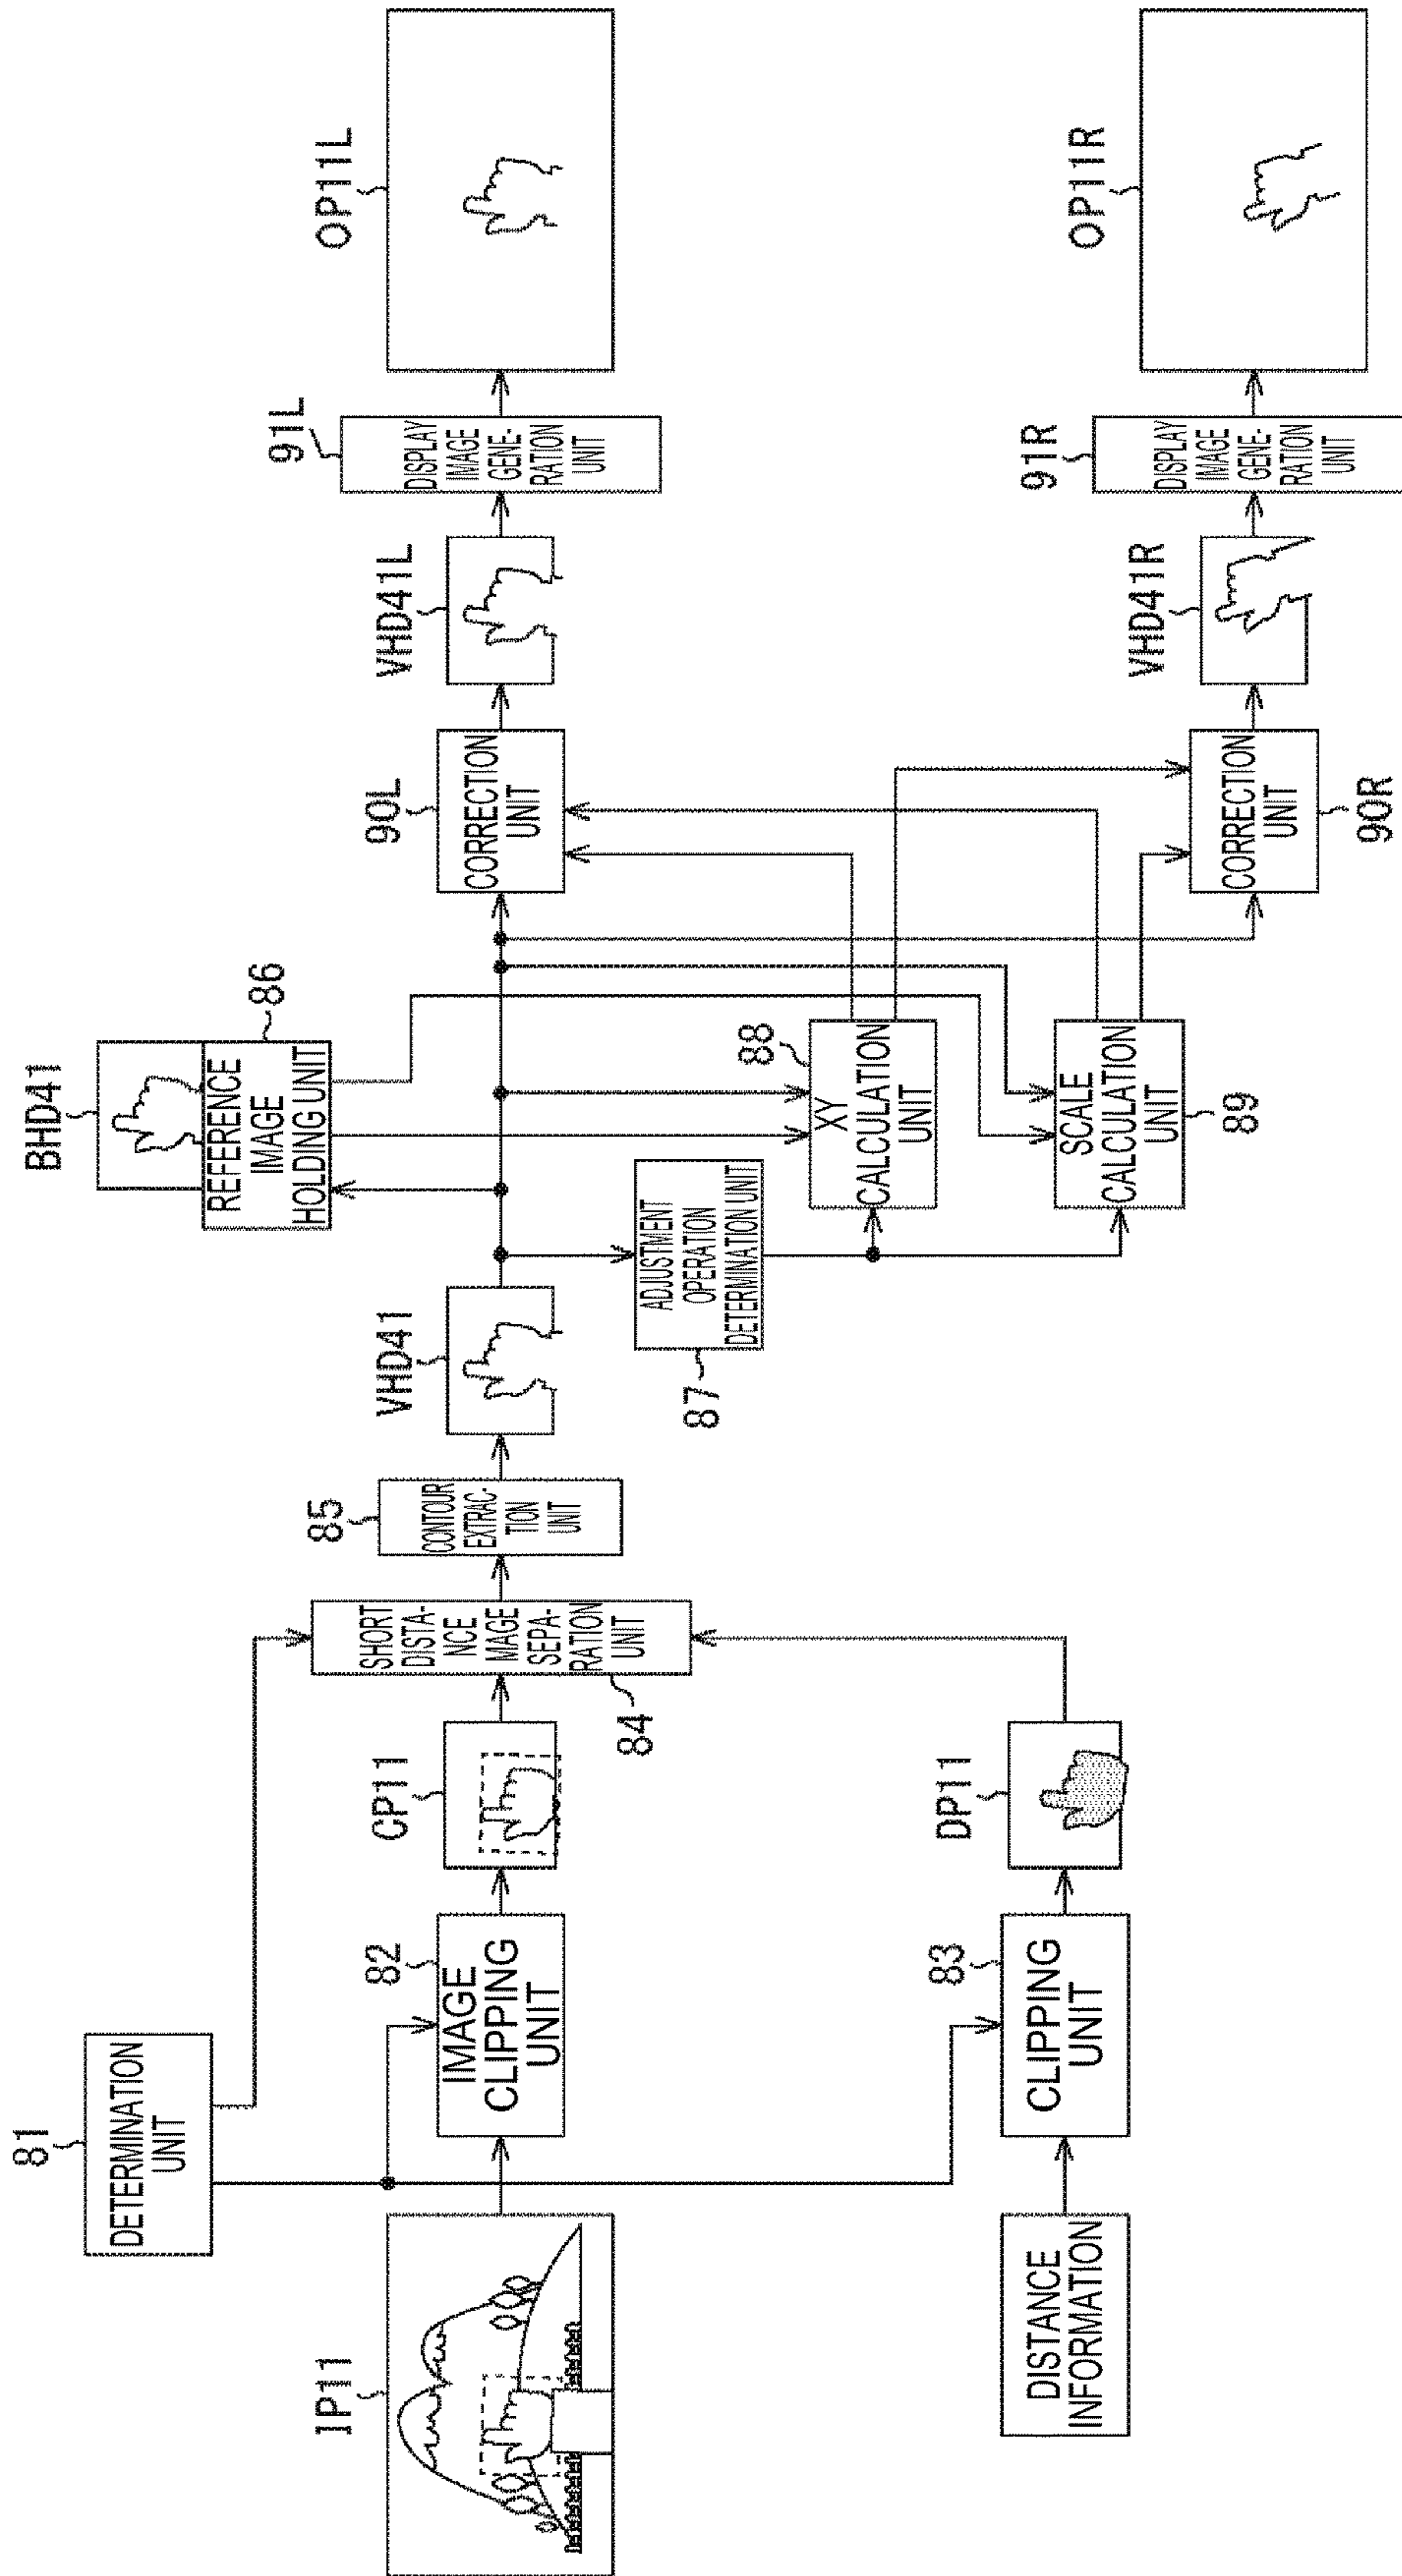 81
DETERMINATION
UNIT
IP11
82
IMAGE
CLIPPING
UNIT
CP11
DISTANCE
INFORMATION
83
CLIPPING
UNIT
DP11
SHORT
DISTA-
NCE
MAGE
SEPA-
RATION
UNIT
84
85
CONTOUR
EXTRAC-
TION
UNIT
VHD41
BHD41
86
REFERENCE
IMAGE
HOLDING UNIT
ADJUSTMENT
OPERATION
DETERMINATION UNIT
87
88
XY
CALCULATION
UNIT
SCALE
CALCULATION
UNIT
89
90L
CORRECTION
UNIT
CORRECTION
UNIT
90R
VHD41L
VHD41R
91L
DISPLAY
IMAGE
GENE-
RATION
UNIT
91R
DISPLAY
IMAGE
GENE-
RATION
UNIT
OP11L
OP11R